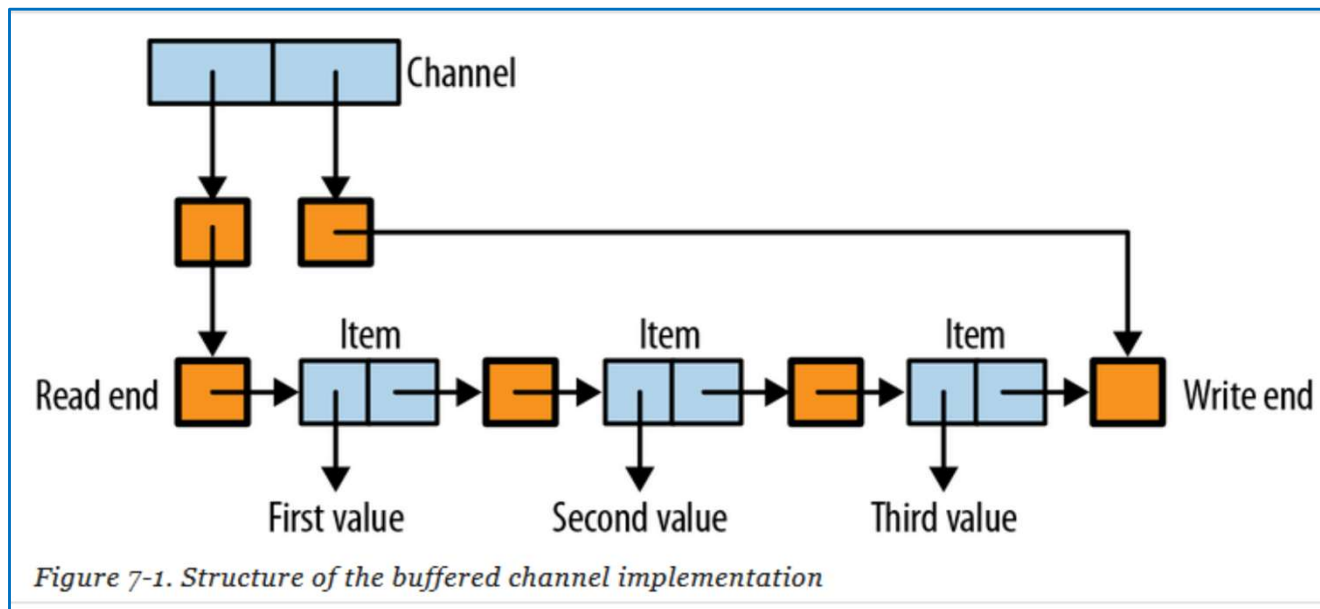 Channel
Item Item Item
Read end Write end
First value Second value Third value
Figure 7-1. Structure of the buffered channel implementation